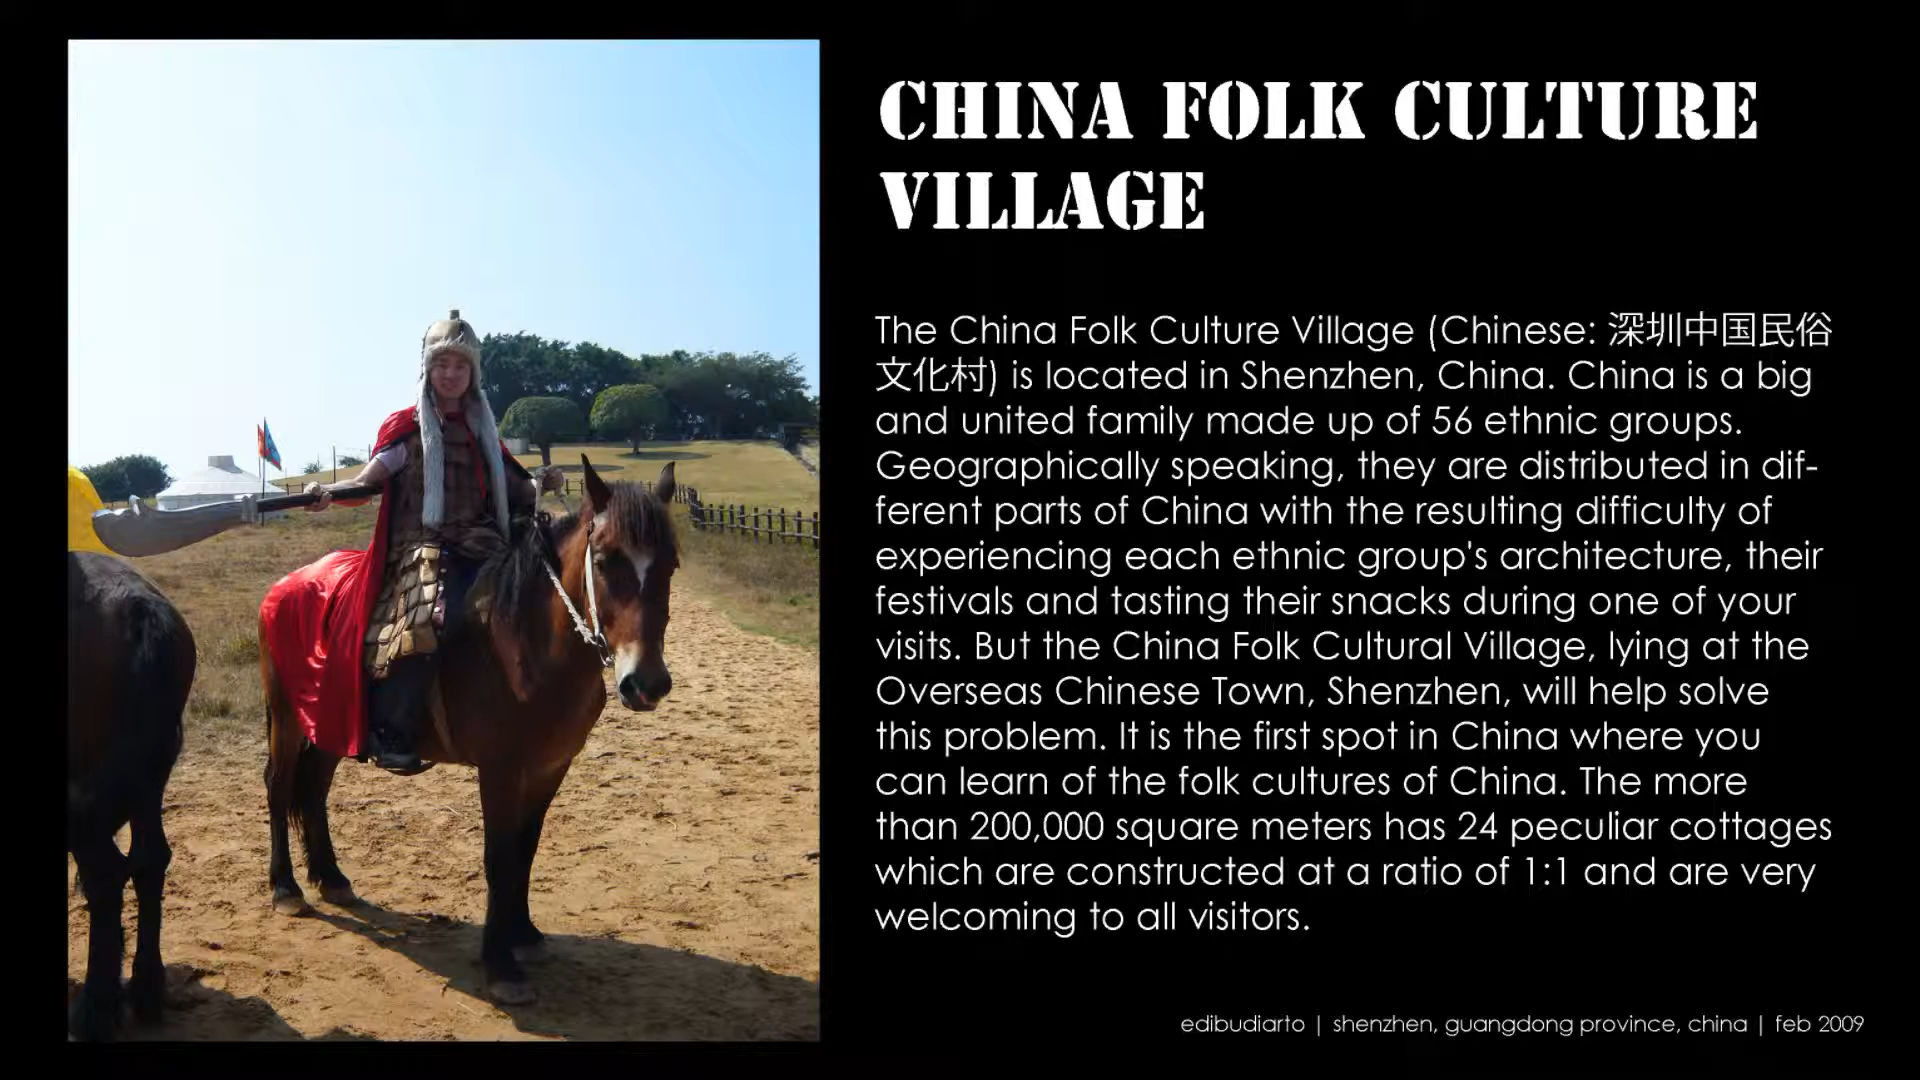 CHINA FOLK CULTURE
VILLAGE
The China Folk Culture Village (Chinese: 深圳中国民俗
文化村) is located in Shenzhen, China. China is a big
and united family made up of 56 ethnic groups.
Geographically speaking, they are distributed in dif-
ferent parts of China with the resulting difficulty of
experiencing each ethnic group's architecture, their
festivals and tasting their snacks during one of your
visits. But the China Folk Cultural Village, lying at the
Overseas Chinese Town, Shenzhen, will help solve
this problem. It is the first spot in China where you
can learn of the folk cultures of China. The more
than 200,000 square meters has 24 peculiar cottages
which are constructed at a ratio of 1:1 and are very
welcoming to all visitors.
edibudiarto | shenzhen, guangdong province, china | feb 2009